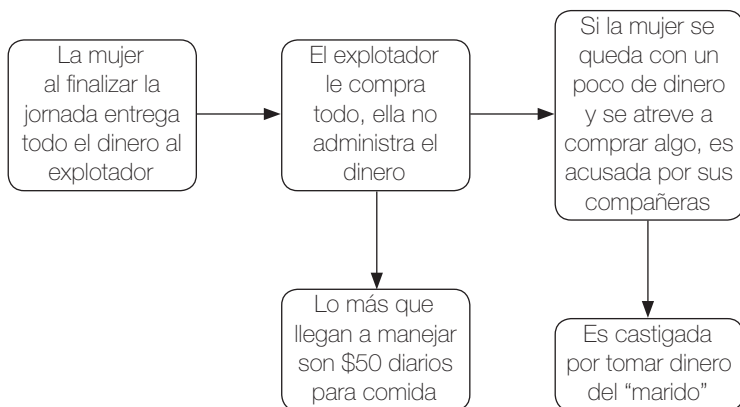 La mujer
al finalizar la
jornada entrega
todo el dinero al
explotador
El explotador
le compra
todo, ella no
administra el
dinero
Si la mujer se
queda con un
poco de dinero
y se atreve a
comprar algo, es
acusada por sus
compañeras
Lo más que
llegan a manejar
son $50 diarios
para comida
Es castigada
por tomar dinero
del “marido”